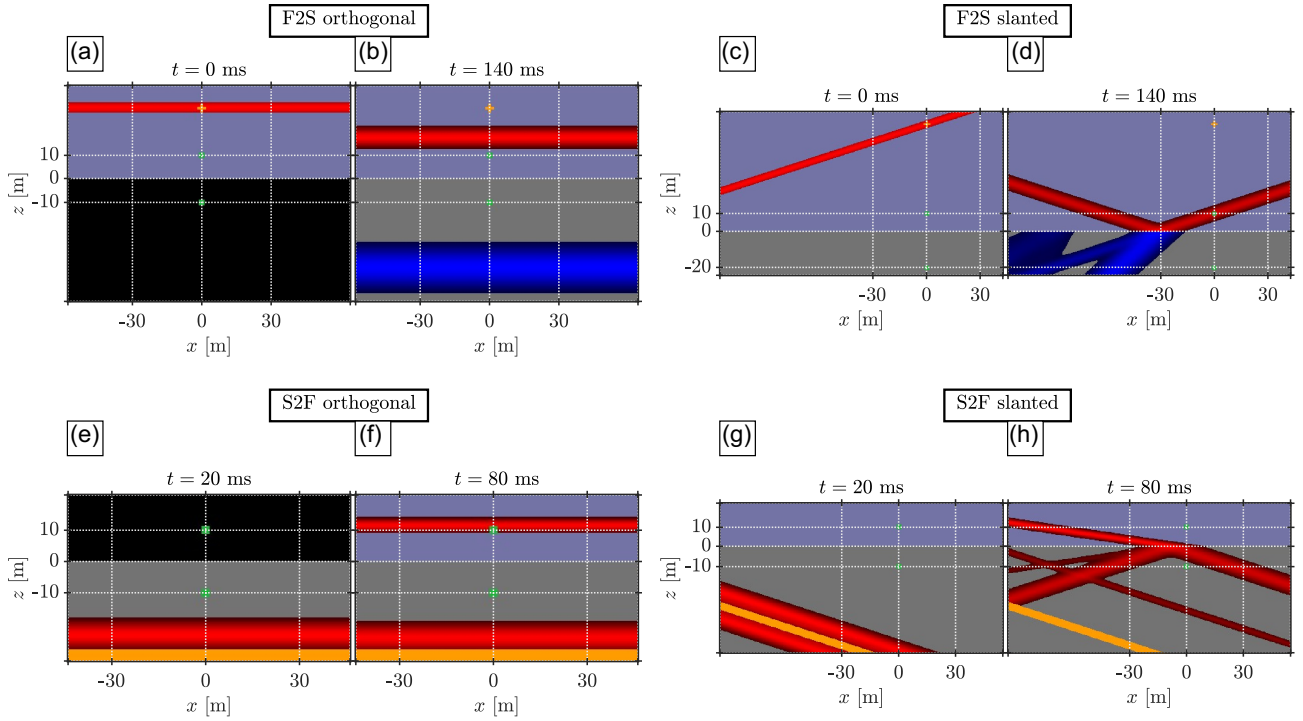 F2S orthogonal
F2S slanted
(a)
(b)
(c)
(d)
t = 0 ms
t = 140 ms
t = 0 ms
t = 140 ms
z [m]
10
0
-10
z [m]
10
0
-20
-30 0 30
-30 0 30
-30 0 30
-30 0 30
x [m]
x [m]
x [m]
x [m]
S2F orthogonal
S2F slanted
(e)
(f)
(g)
(h)
t = 20 ms
t = 80 ms
t = 20 ms
t = 80 ms
z [m]
10
0
-10
z [m]
10
0
-10
-30 0 30
-30 0 30
-30 0 30
-30 0 30
x [m]
x [m]
x [m]
x [m]